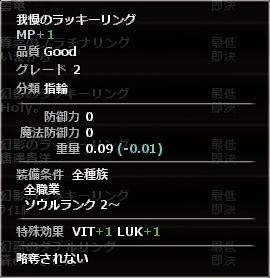 我慢のラッキーリング
MP+1
品質 Good
グレード 2
分類 指輪
防御力 0
魔法防御力 0
重量 0.09 (-0.01)
装備条件 全種族
全職業
ソウルランク 2～
特殊効果 VIT+1 LUK+1
略奪されない